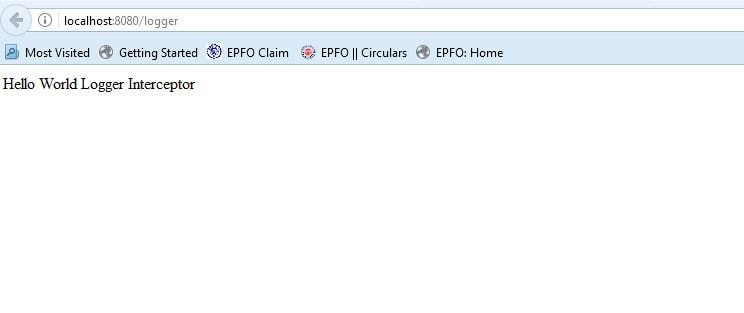 localhost:8080/logger
Most Visited Getting Started EPFO Claim EPFO || Circulars EPFO: Home
Hello World Logger Interceptor